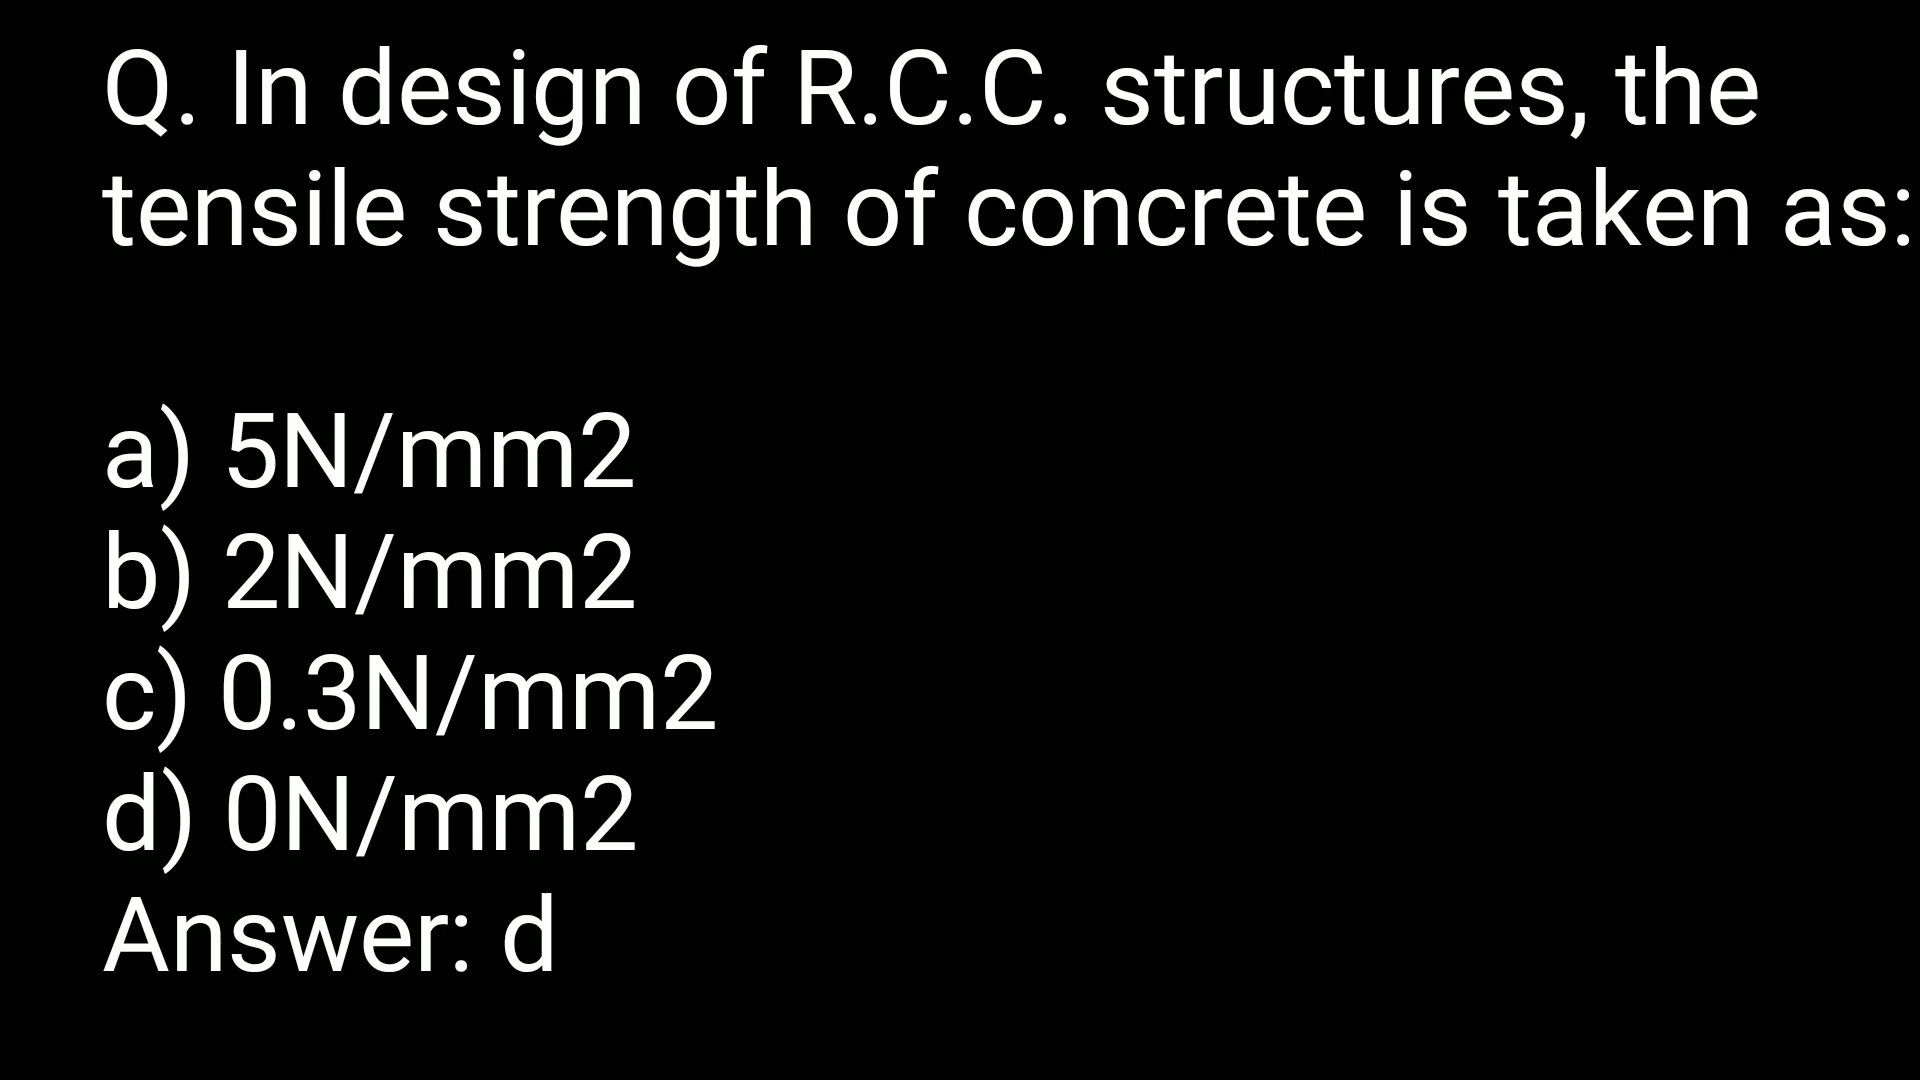 Q. In design of R.C.C. structures, the
tensile strength of concrete is taken as:
a) 5N/mm2
b) 2N/mm2
c) 0.3N/mm2
d) 0N/mm2
Answer: d